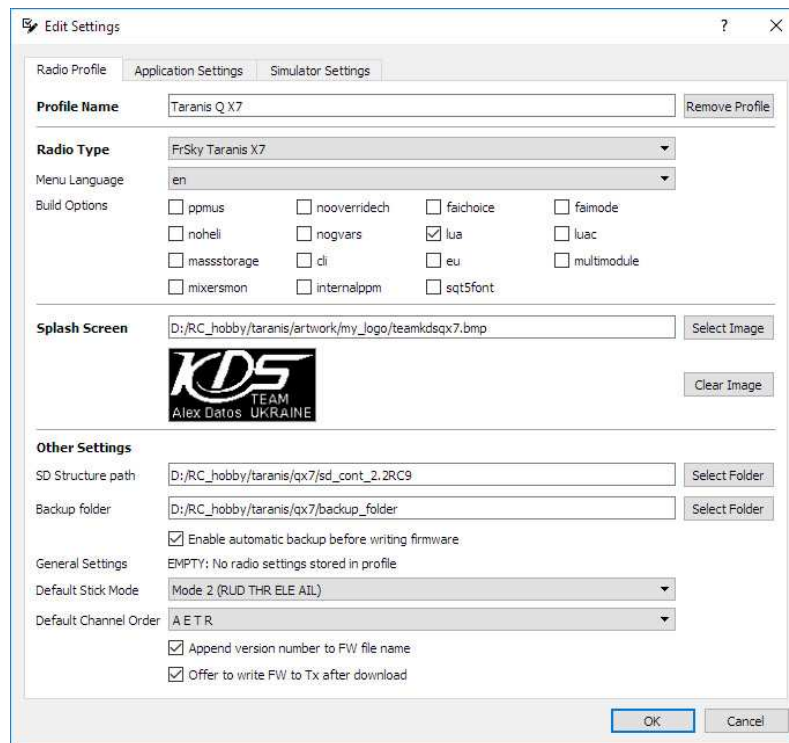 Edit Settings
Radio Profile Application Settings Simulator Settings
Profile Name Taranis Q X7 Remove Profile
Radio Type FrSky Taranis X7
Menu Language en
Build Options ppmus nooverridech faichoice faimode
noheli nogvars lua luac
massstorage cli eu multimodule
mixersmon internalppm sqt5font
Splash Screen D:/RC_hobby/taranis/artwork/my_logo/teamkdsqx7.bmp Select Image
KDS
TEAM
Alex Datos UKRAINE
Clear Image
Other Settings
SD Structure path D:/RC_hobby/taranis/qx7/sd_cont_2.2RC9 Select Folder
Backup folder D:/RC_hobby/taranis/qx7/backup_folder Select Folder
Enable automatic backup before writing firmware
General Settings EMPTY: No radio settings stored in profile
Default Stick Mode Mode 2 (RUD THR ELE AIL)
Default Channel Order A E T R
Append version number to FW file name
Offer to write FW to Tx after download
OK Cancel